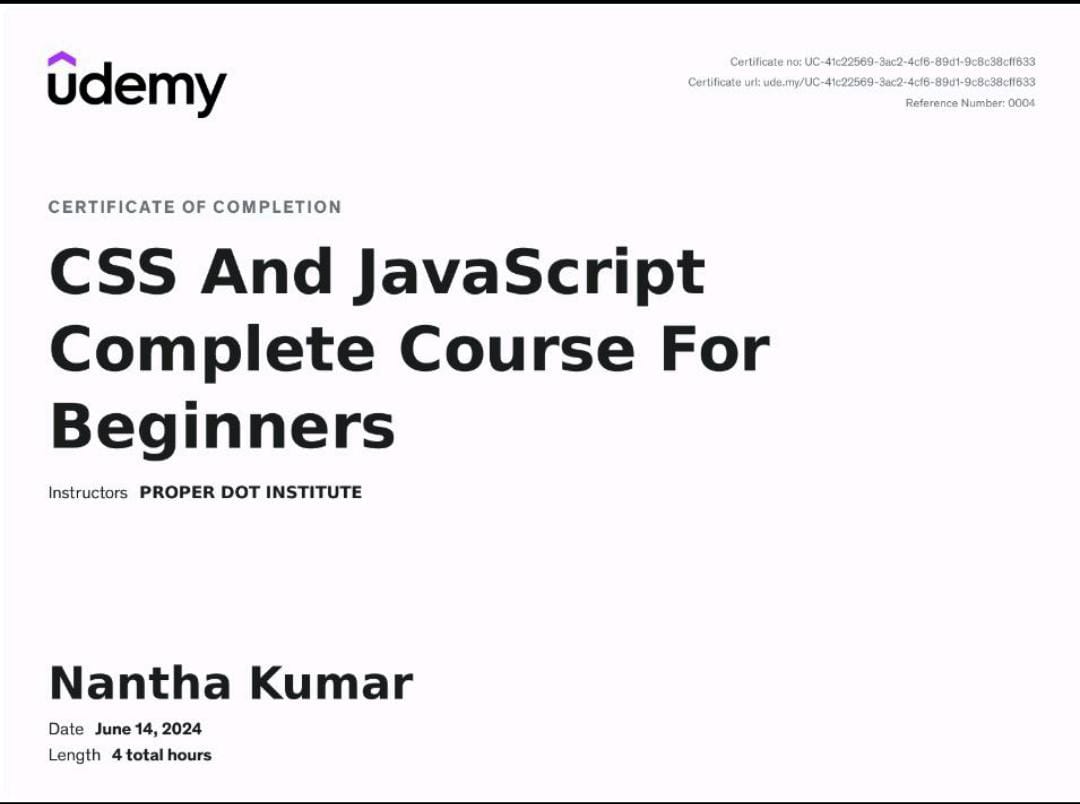 udemy
Certificate no: UC-41c22569-3ac2-4cf6-89d1-9c8c38cff633
Certificate url: ude.my/UC-41c22569-3ac2-4cf6-89d1-9c8c38cff633
Reference Number: 0004
CERTIFICATE OF COMPLETION
CSS And JavaScript
Complete Course For
Beginners
Instructors PROPER DOT INSTITUTE
Nantha Kumar
Date June 14, 2024
Length 4 total hours